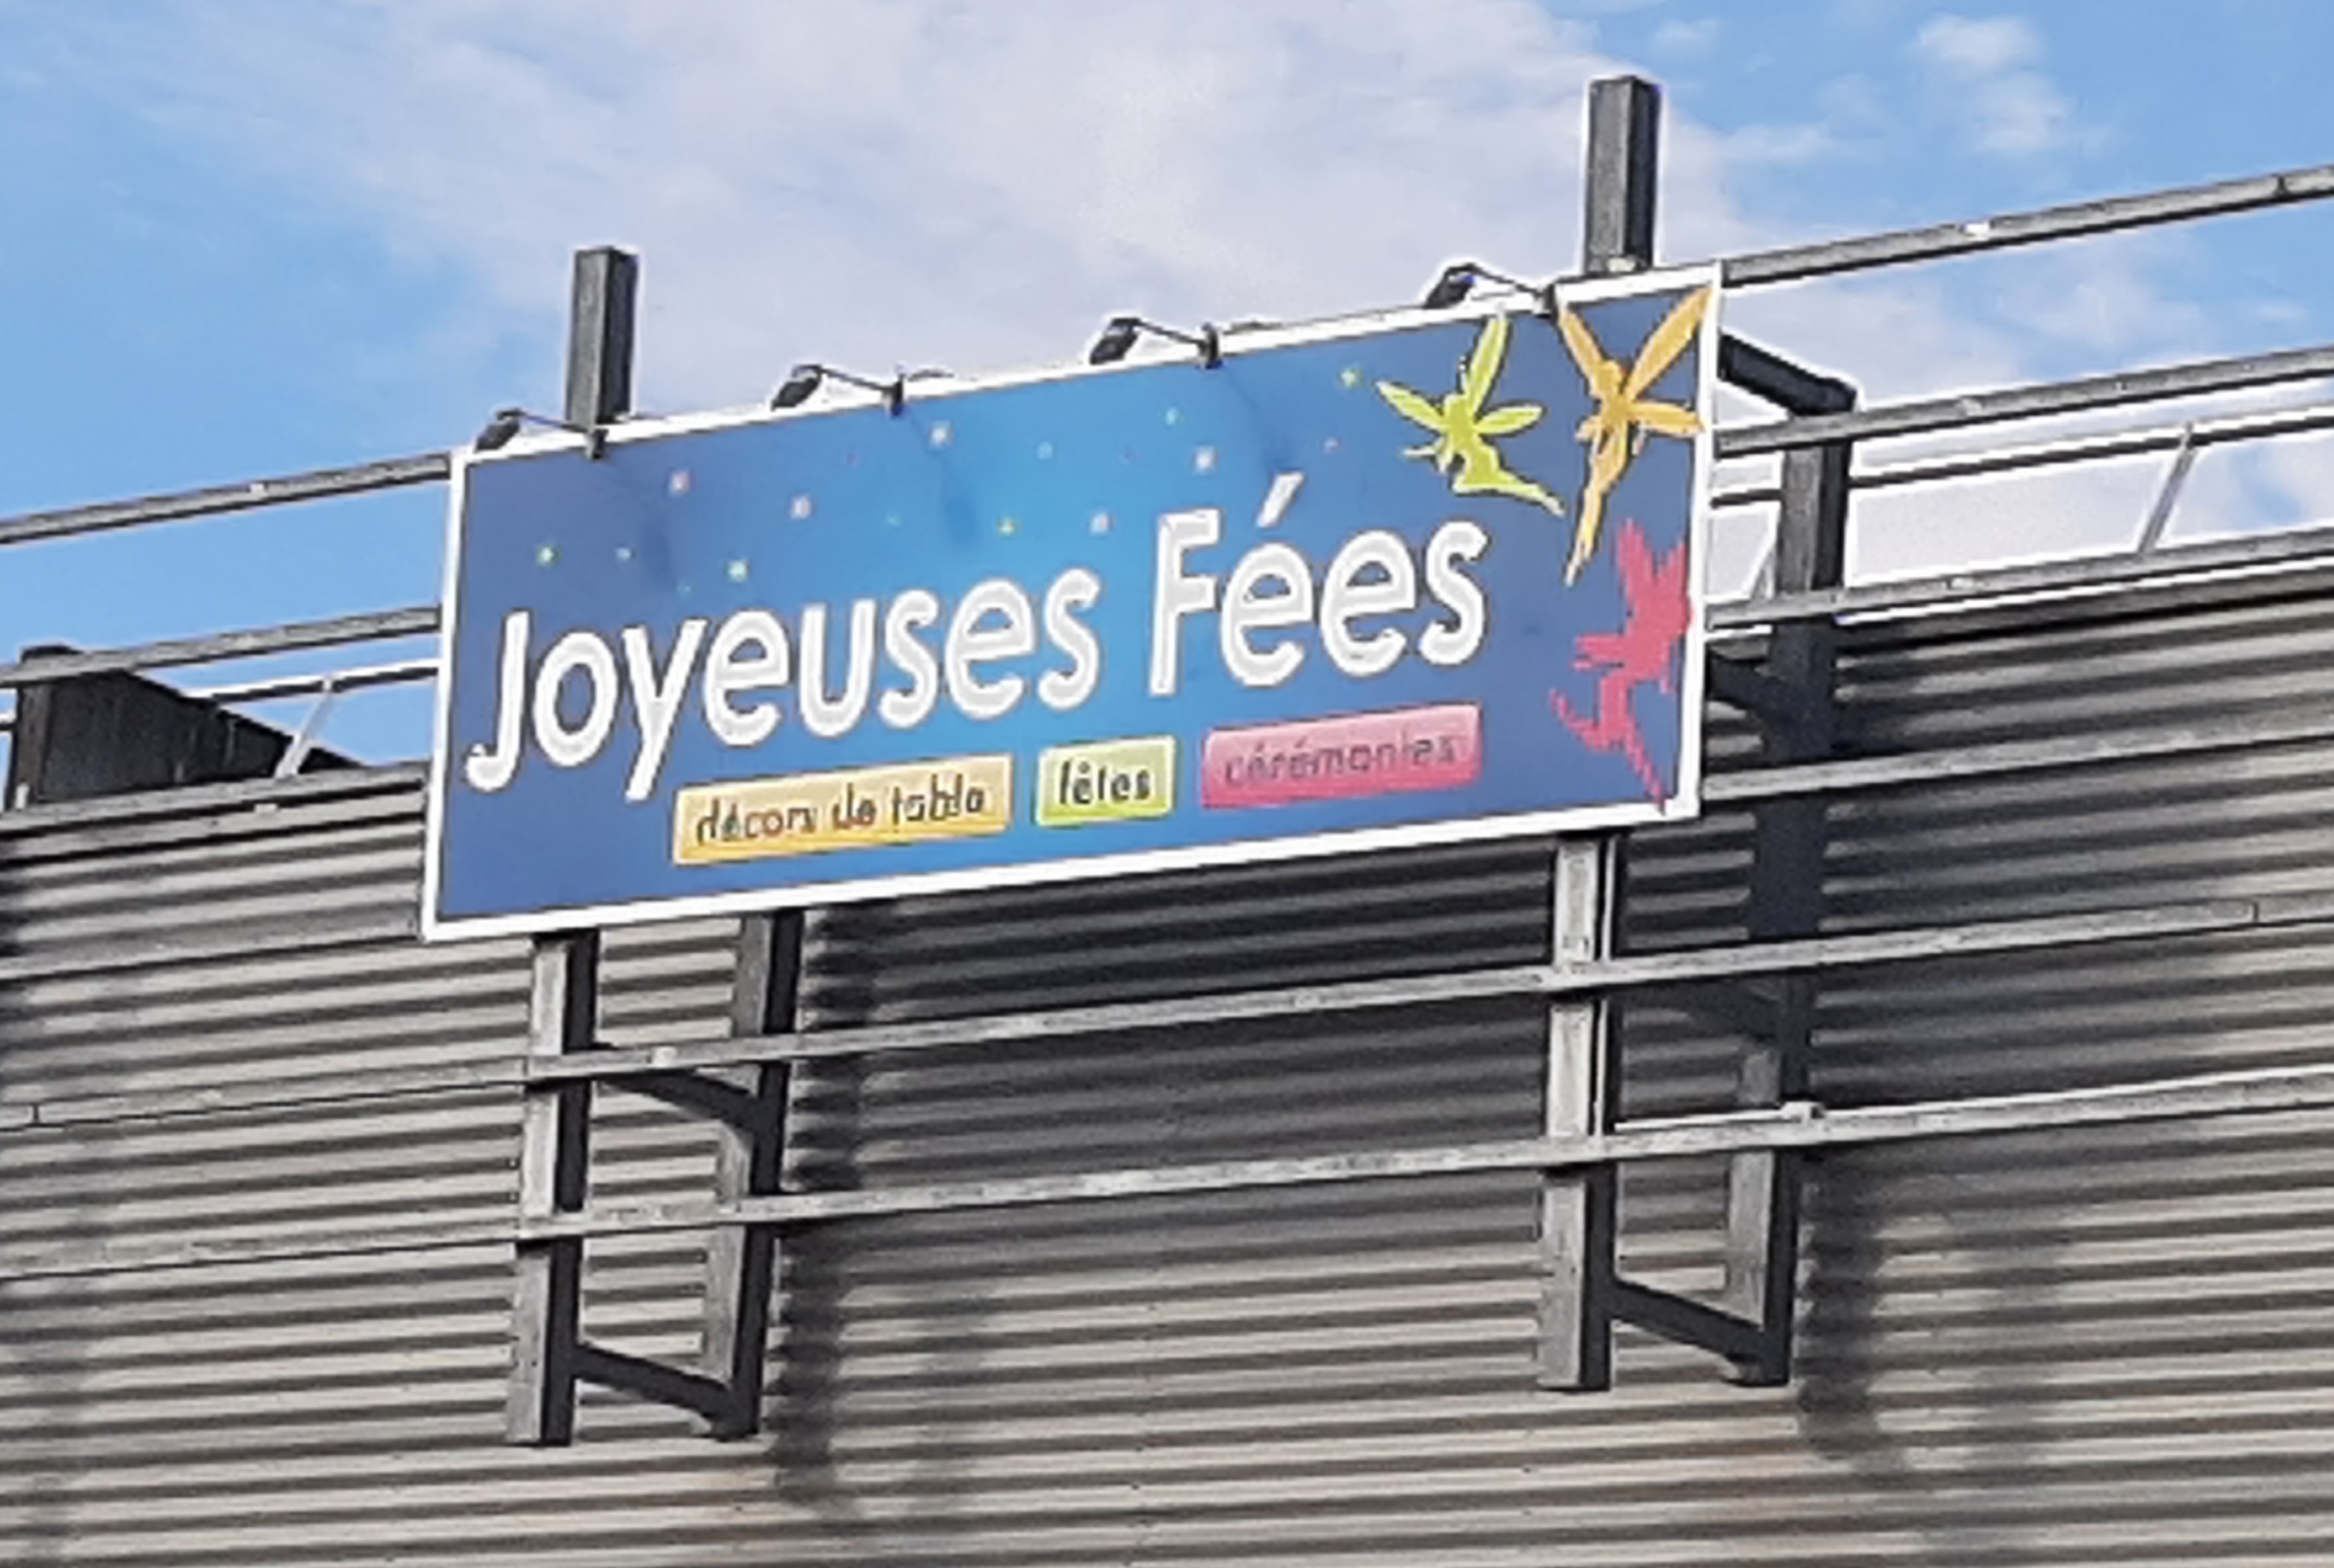 Joyeuses Fées
décors de table fêtes cérémonies